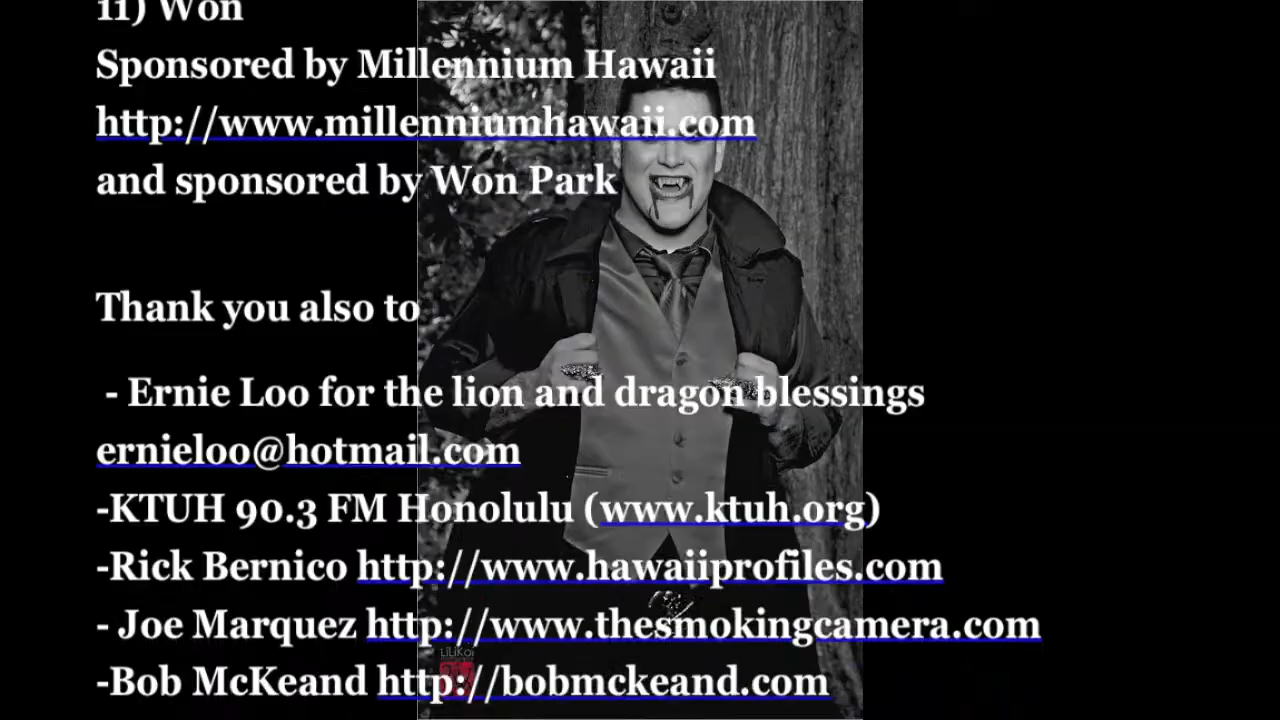 11) Won
Sponsored by Millennium Hawaii
http://www.millenniumhawaii.com
and sponsored by Won Park
Thank you also to
- Ernie Loo for the lion and dragon blessings
ernieloo@hotmail.com
-KTUH 90.3 FM Honolulu (www.ktuh.org)
-Rick Bernico http://www.hawaiiprofiles.com
- Joe Marquez http://www.thesmokingcamera.com
-Bob McKeand http://bobmckeand.com
LiLiKoi